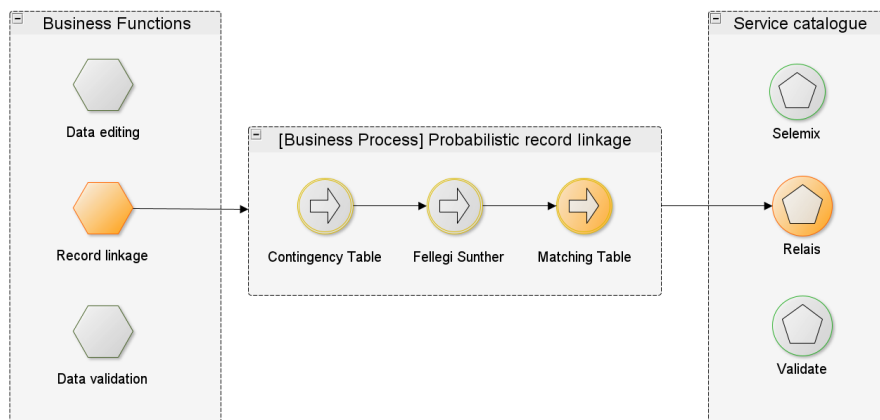 Business Functions
Data editing
Record linkage
Data validation
[Business Process] Probabilistic record linkage
Contingency Table
Fellegi Sunther
Matching Table
Service catalogue
Selemix
Relais
Validate